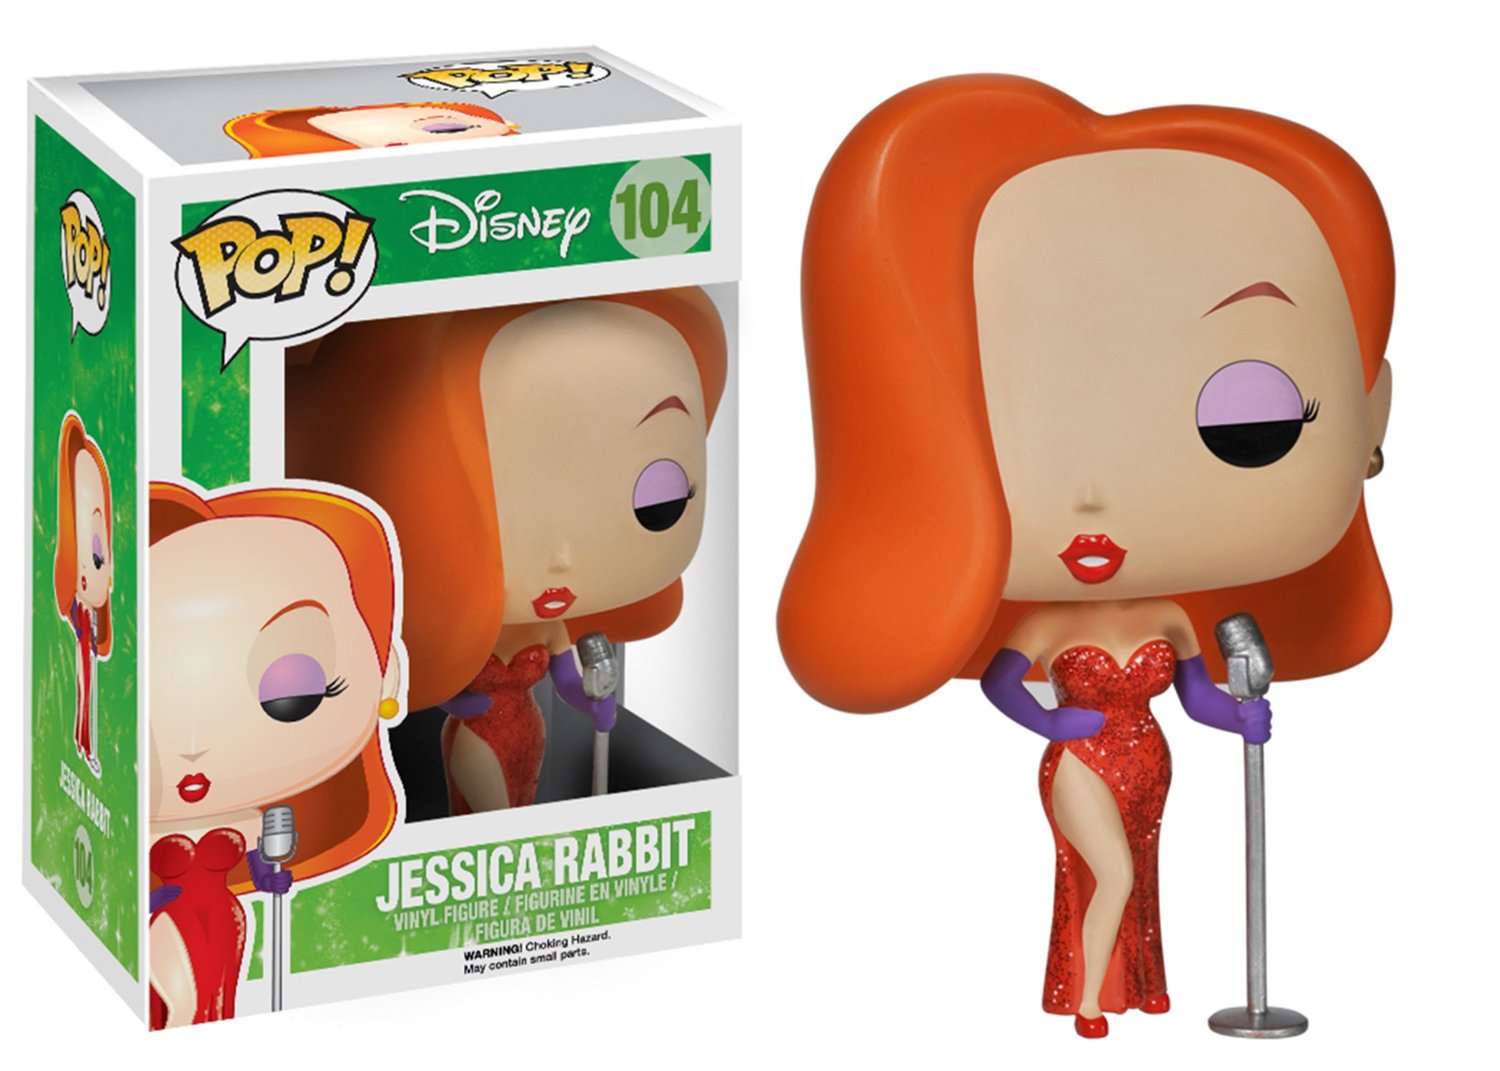 POP!
POP!
POP!
DISNEY
104
JESSICA RABBIT
104
JESSICA RABBIT
VINYL FIGURE / FIGURINE EN VINYLE /
FIGURA DE VINIL
WARNING! Choking Hazard.
May contain small parts.